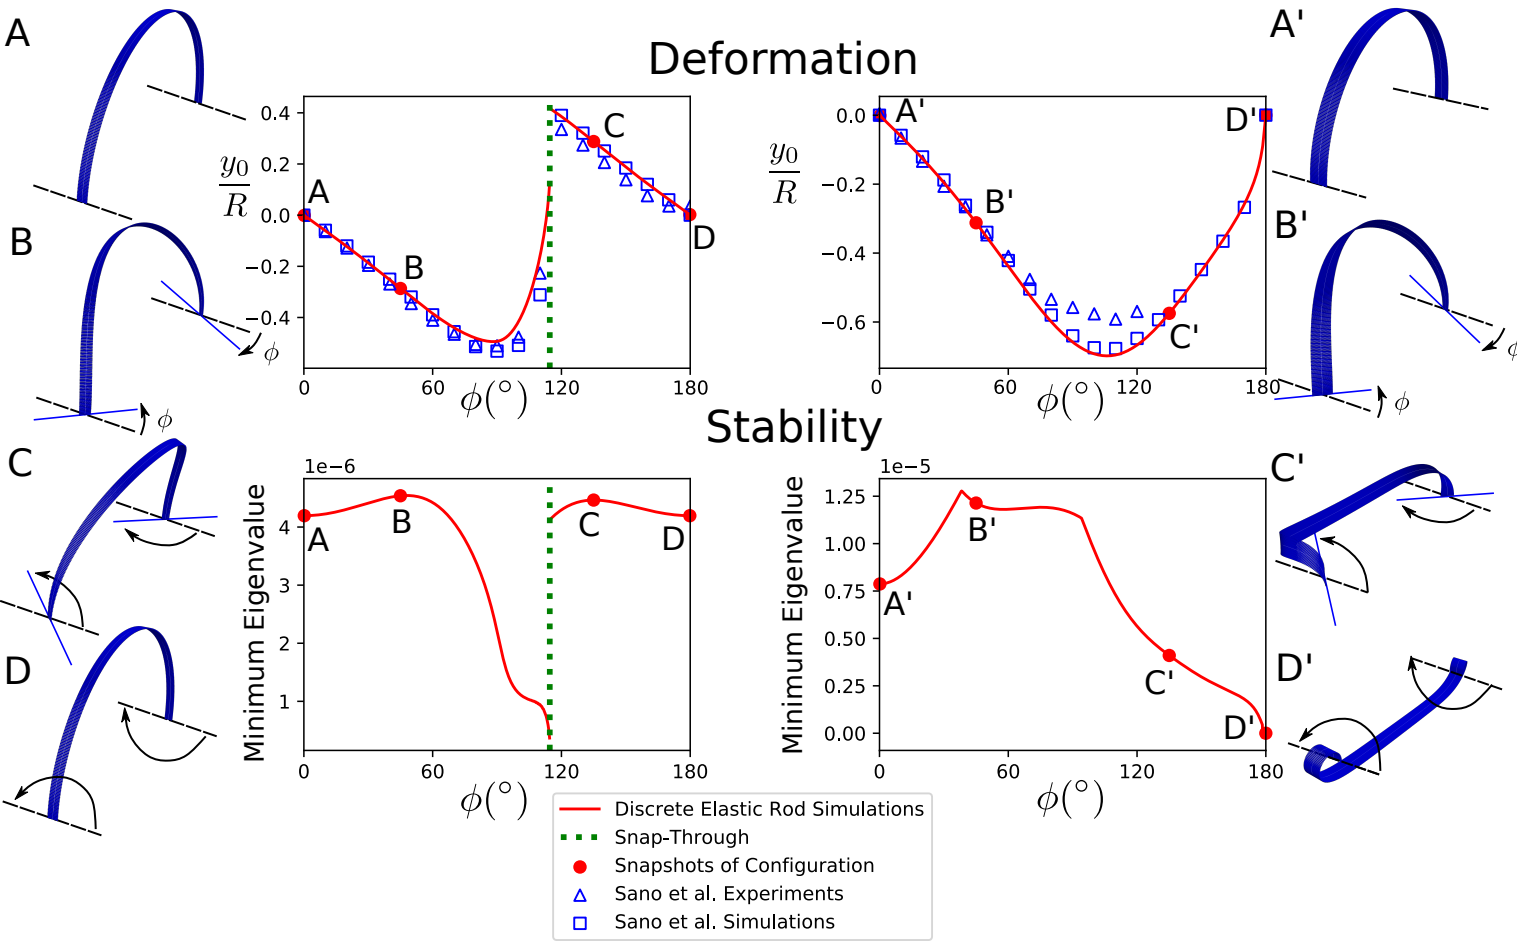 Deformation
A
B
C
D
ϕ
ϕ
y₀/R
0.4
0.2
0.0
−0.2
−0.4
A
B
C
D
0
60
120
180
ϕ(°)
y₀/R
0.0
−0.2
−0.4
−0.6
A'
B'
C'
D'
0
60
120
180
ϕ(°)
A'
B'
C'
D'
ϕ
ϕ
Stability
1e−6
Minimum Eigenvalue
4
3
2
1
A
B
C
D
0
60
120
180
ϕ(°)
1e−5
Minimum Eigenvalue
1.25
1.00
0.75
0.50
0.25
0.00
A'
B'
C'
D'
0
60
120
180
ϕ(°)
Discrete Elastic Rod Simulations
Snap-Through
Snapshots of Configuration
Sano et al. Experiments
Sano et al. Simulations